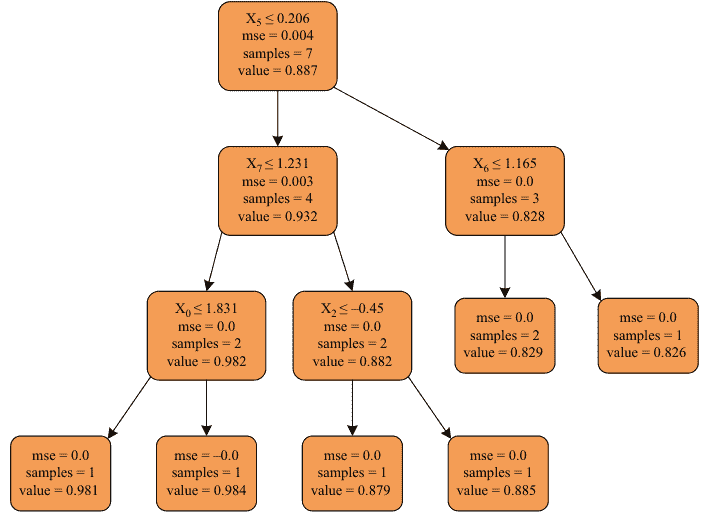 X₅ ≤ 0.206
mse = 0.004
samples = 7
value = 0.887
X₇ ≤ 1.231
mse = 0.003
samples = 4
value = 0.932
X₆ ≤ 1.165
mse = 0.0
samples = 3
value = 0.828
X₀ ≤ 1.831
mse = 0.0
samples = 2
value = 0.982
X₂ ≤ –0.45
mse = 0.0
samples = 2
value = 0.882
mse = 0.0
samples = 2
value = 0.829
mse = 0.0
samples = 1
value = 0.826
mse = 0.0
samples = 1
value = 0.981
mse = –0.0
samples = 1
value = 0.984
mse = 0.0
samples = 1
value = 0.879
mse = 0.0
samples = 1
value = 0.885